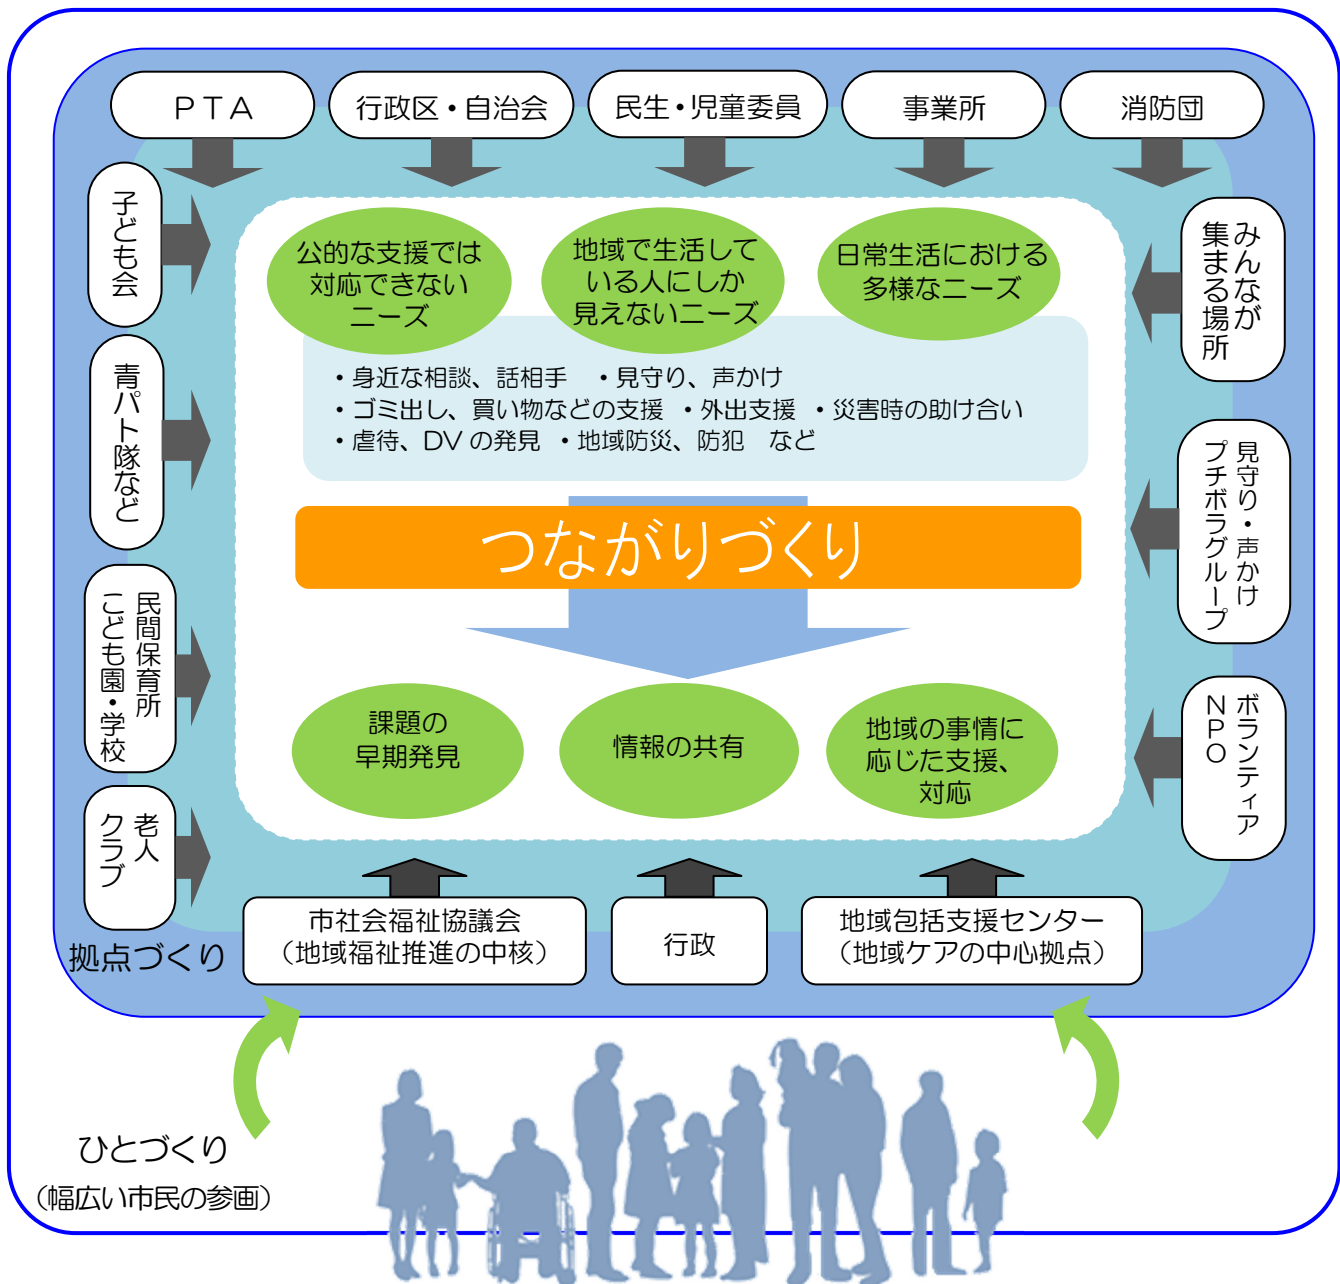 PTA
行政区・自治会
民生・児童委員
事業所
消防団
子ども会
青パト隊など
民間保育所
こども園・学校
老人
クラブ
公的な支援では
対応できない
ニーズ
地域で生活して
いる人にしか
見えないニーズ
日常生活における
多様なニーズ
・身近な相談、話相手　・見守り、声かけ
・ゴミ出し、買い物などの支援　・外出支援　・災害時の助け合い
・虐待、DVの発見　・地域防災、防犯　など
つながりづくり
課題の
早期発見
情報の共有
地域の事情に
応じた支援、
対応
みんなが
集まる場所
見守り・声かけ
プチボラグループ
ボランティア
NPO
拠点づくり
市社会福祉協議会
（地域福祉推進の中核）
行政
地域包括支援センター
（地域ケアの中心拠点）
ひとづくり
（幅広い市民の参画）